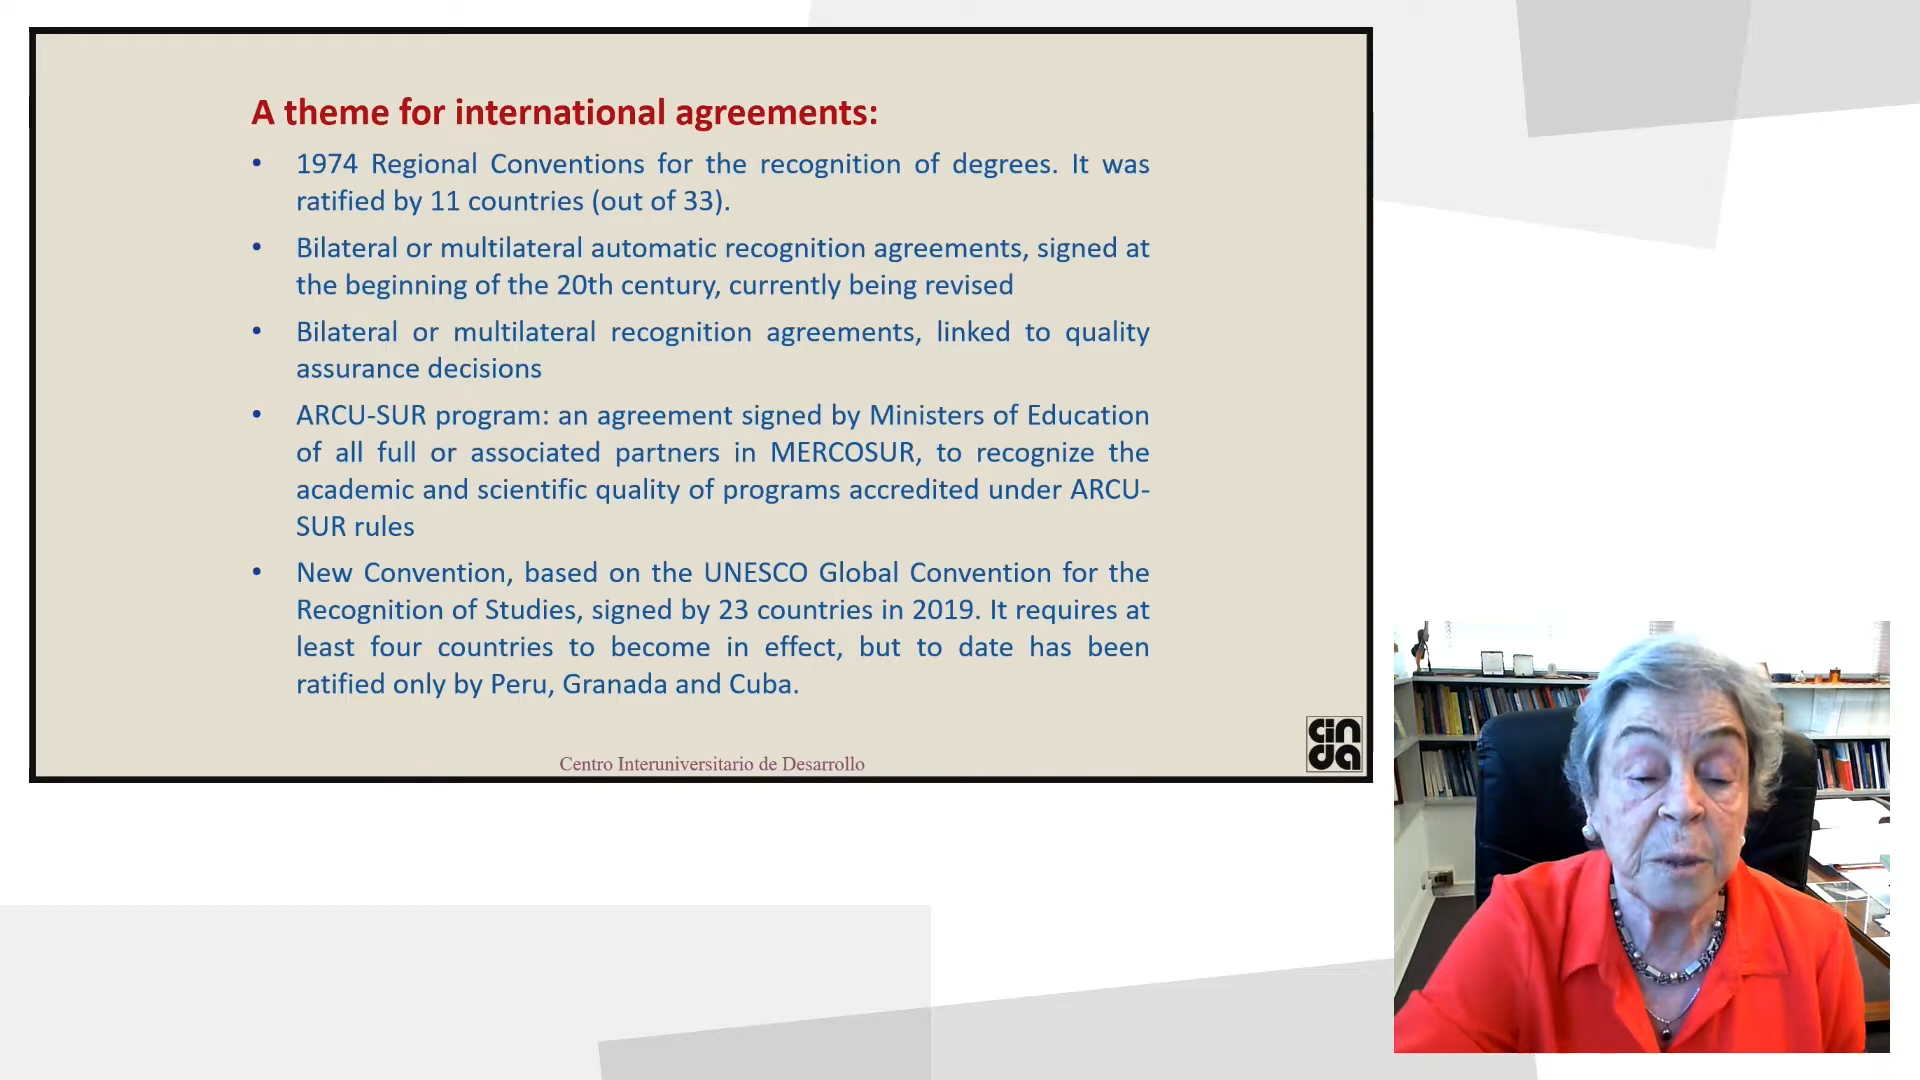 A theme for international agreements:
• 1974 Regional Conventions for the recognition of degrees. It was
ratified by 11 countries (out of 33).
• Bilateral or multilateral automatic recognition agreements, signed at
the beginning of the 20th century, currently being revised
• Bilateral or multilateral recognition agreements, linked to quality
assurance decisions
• ARCU-SUR program: an agreement signed by Ministers of Education
of all full or associated partners in MERCOSUR, to recognize the
academic and scientific quality of programs accredited under ARCU-
SUR rules
• New Convention, based on the UNESCO Global Convention for the
Recognition of Studies, signed by 23 countries in 2019. It requires at
least four countries to become in effect, but to date has been
ratified only by Peru, Granada and Cuba.
Centro Interuniversitario de Desarrollo
cin
da